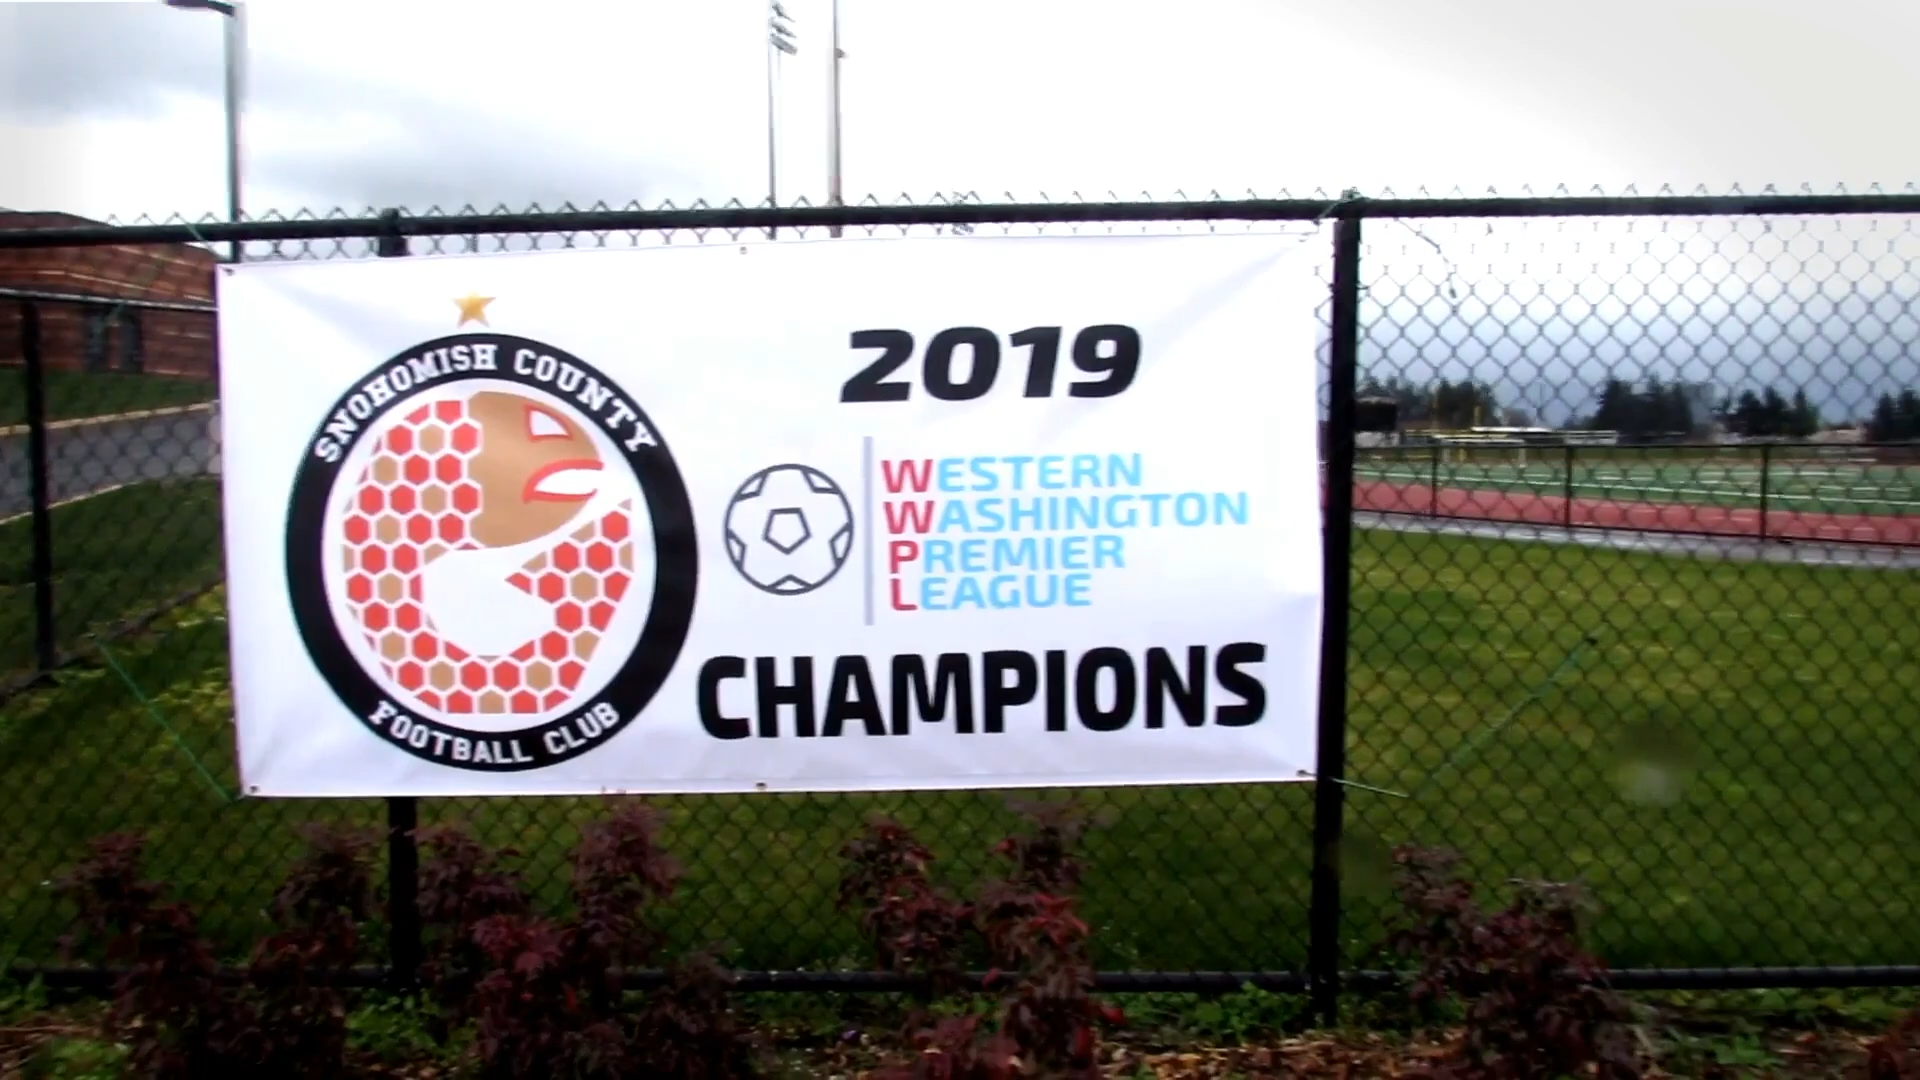 SNOHOMISH COUNTY
FOOTBALL CLUB
2019
WESTERN
WASHINGTON
PREMIER
LEAGUE
CHAMPIONS